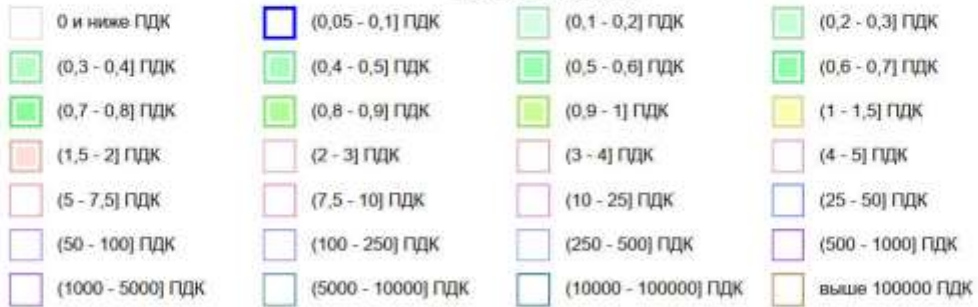 0 и ниже ПДК (0,05 - 0,1] ПДК (0,1 - 0,2] ПДК (0,2 - 0,3] ПДК
(0,3 - 0,4] ПДК (0,4 - 0,5] ПДК (0,5 - 0,6] ПДК (0,6 - 0,7] ПДК
(0,7 - 0,8] ПДК (0,8 - 0,9] ПДК (0,9 - 1] ПДК (1 - 1,5] ПДК
(1,5 - 2] ПДК (2 - 3] ПДК (3 - 4] ПДК (4 - 5] ПДК
(5 - 7,5] ПДК (7,5 - 10] ПДК (10 - 25] ПДК (25 - 50] ПДК
(50 - 100] ПДК (100 - 250] ПДК (250 - 500] ПДК (500 - 1000] ПДК
(1000 - 5000] ПДК (5000 - 10000] ПДК (10000 - 100000] ПДК выше 100000 ПДК